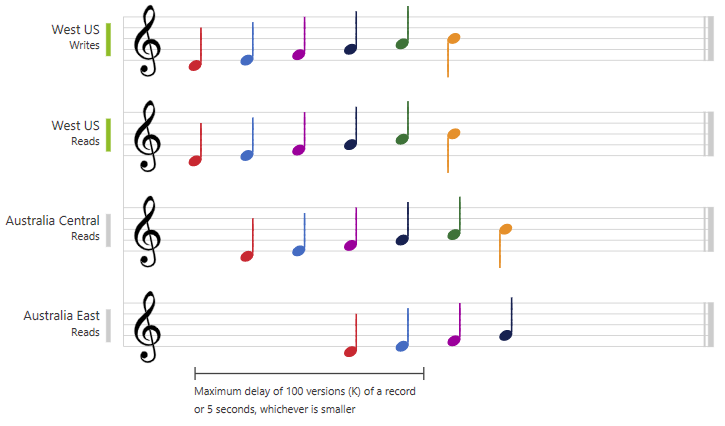 West US
Writes
West US
Reads
Australia Central
Reads
Australia East
Reads
Maximum delay of 100 versions (K) of a record
or 5 seconds, whichever is smaller